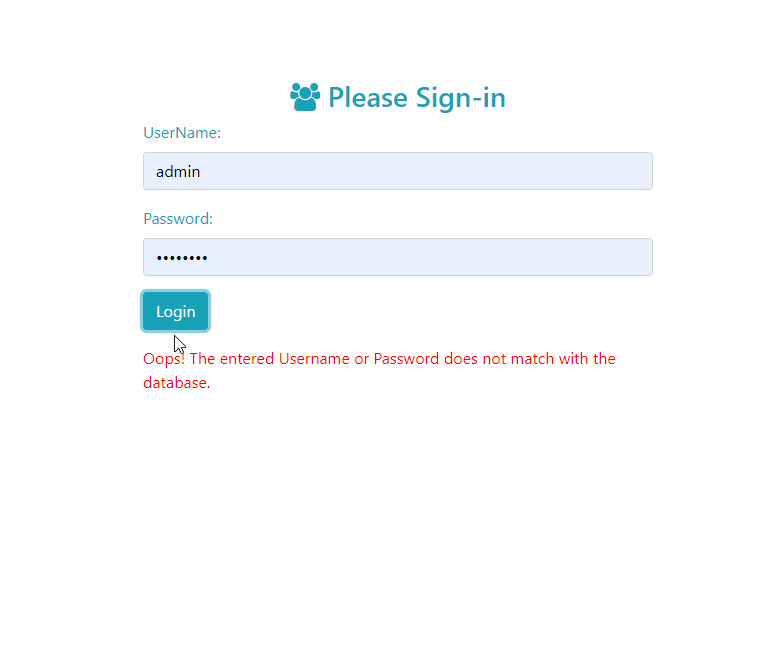 Please Sign-in
UserName:
admin
Password:
••••••••
Login
Oops! The entered Username or Password does not match with the
database.